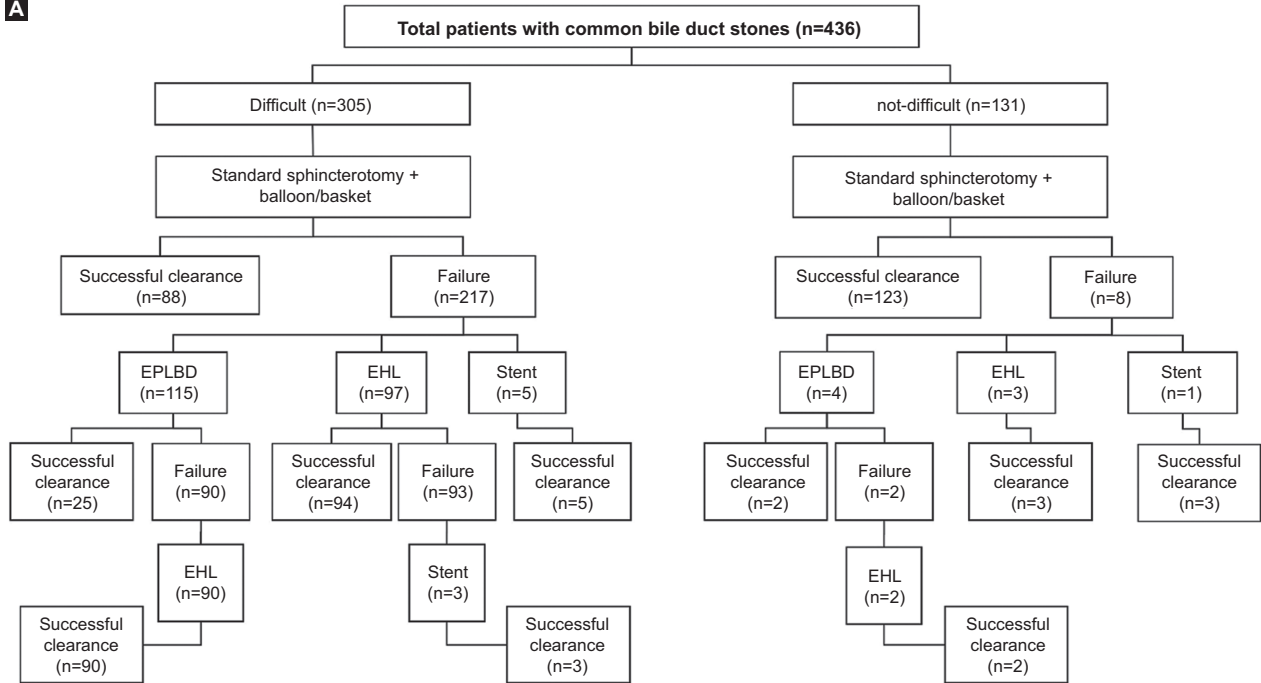 A
Total patients with common bile duct stones (n=436)
Difficult (n=305)
not-difficult (n=131)
Standard sphincterotomy +
balloon/basket
Standard sphincterotomy +
balloon/basket
Successful clearance
(n=88)
Failure
(n=217)
Successful clearance
(n=123)
Failure
(n=8)
EPLBD
(n=115)
EHL
(n=97)
Stent
(n=5)
EPLBD
(n=4)
EHL
(n=3)
Stent
(n=1)
Successful
clearance
(n=25)
Failure
(n=90)
Successful
clearance
(n=94)
Failure
(n=93)
Successful
clearance
(n=5)
Successful
clearance
(n=2)
Failure
(n=2)
Successful
clearance
(n=3)
Successful
clearance
(n=3)
EHL
(n=90)
Stent
(n=3)
EHL
(n=2)
Successful
clearance
(n=90)
Successful
clearance
(n=3)
Successful
clearance
(n=2)